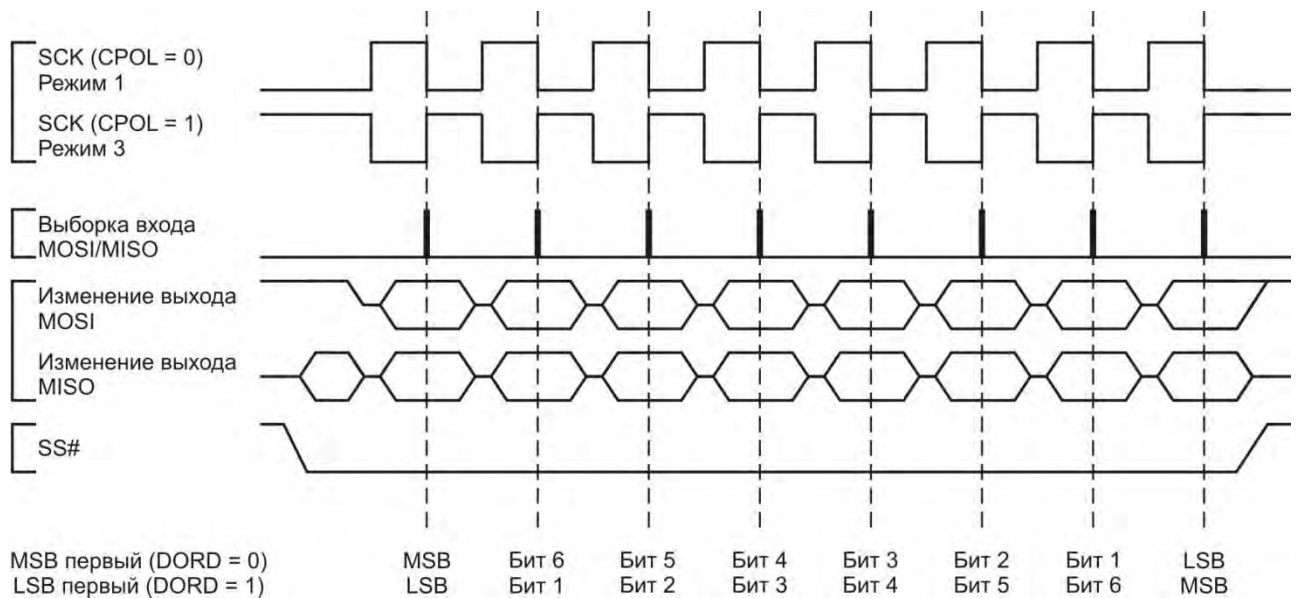 SCK (CPOL = 0)
Режим 1
SCK (CPOL = 1)
Режим 3
Выборка входа
MOSI/MISO
Изменение выхода
MOSI
Изменение выхода
MISO
SS#
MSB первый (DORD = 0) MSB Бит 6 Бит 5 Бит 4 Бит 3 Бит 2 Бит 1 LSB
LSB первый (DORD = 1) LSB Бит 1 Бит 2 Бит 3 Бит 4 Бит 5 Бит 6 MSB